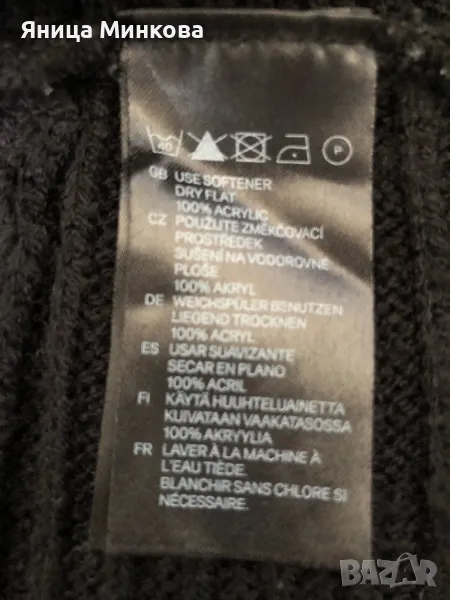 Яница Минкова
40
P
GB USE SOFTENER
DRY FLAT
100% ACRYLIC
CZ POUŽIJTE ZMĚKČOVACÍ
PROSTŘEDEK
SUŠENÍ NA VODOROVNÉ
PLOŠE
100% AKRYL
DE WEICHSPÜLER BENUTZEN
LIEGEND TROCKNEN
100% ACRYL
ES USAR SUAVIZANTE
SECAR EN PLANO
100% ACRIL
FI KÄYTÄ HUUHTELUAINETTA
KUIVATAAN VAAKATASOSSA
100% AKRYYLIA
FR LAVER À LA MACHINE À
L'EAU TIÈDE.
BLANCHIR SANS CHLORE SI
NÉCESSAIRE.
BAZAR